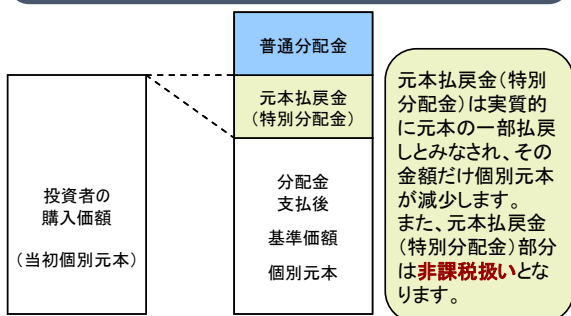 普通分配金
元本払戻金
(特別分配金)
投資者の
購入価額
(当初個別元本)
分配金
支払後
基準価額
個別元本
元本払戻金(特別
分配金)は実質的
に元本の一部払戻
しとみなされ、その
金額だけ個別元本
が減少します。
また、元本払戻金
(特別分配金)部分
は非課税扱いとな
ります。